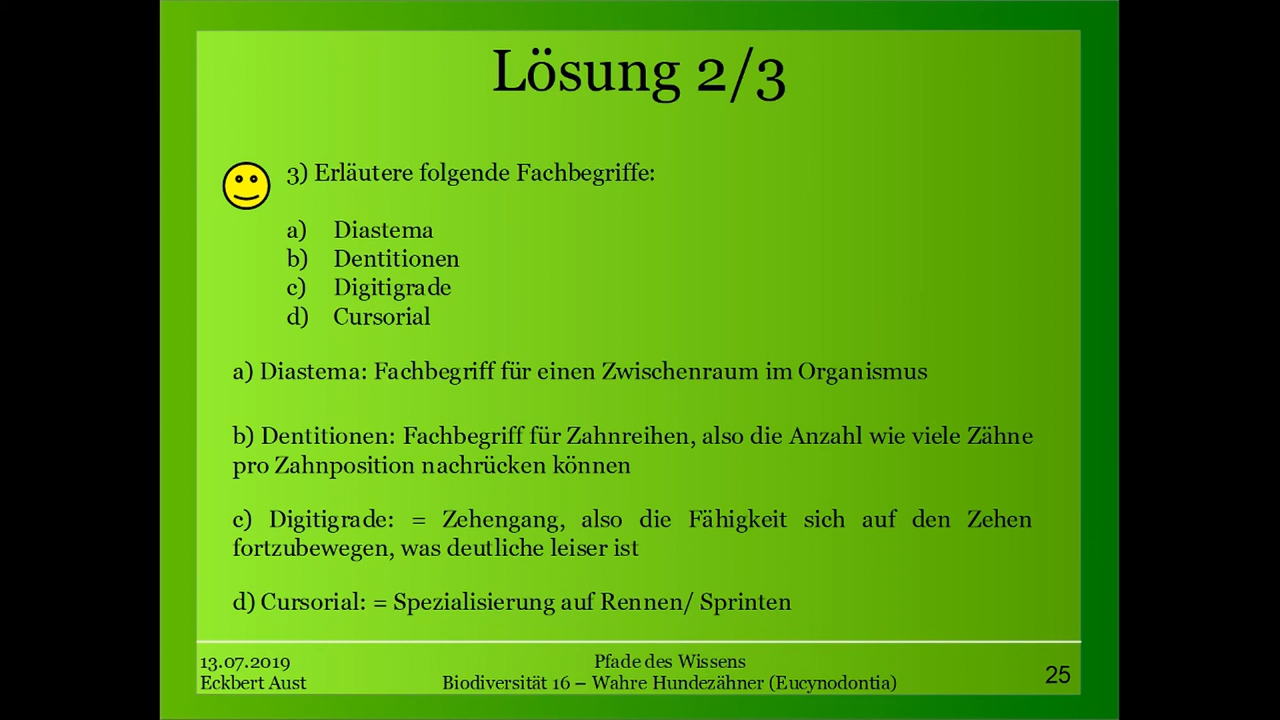 Lösung 2/3
3) Erläutere folgende Fachbegriffe:
a) Diastema
b) Dentitionen
c) Digitigrade
d) Cursorial
a) Diastema: Fachbegriff für einen Zwischenraum im Organismus
b) Dentitionen: Fachbegriff für Zahnreihen, also die Anzahl wie viele Zähne
pro Zahnposition nachrücken können
c) Digitigrade: = Zehengang, also die Fähigkeit sich auf den Zehen
fortzubewegen, was deutliche leiser ist
d) Cursorial: = Spezialisierung auf Rennen/ Sprinten
13.07.2019
Eckbert Aust
Pfade des Wissens
Biodiversität 16 – Wahre Hundezähner (Eucynodontia)
25